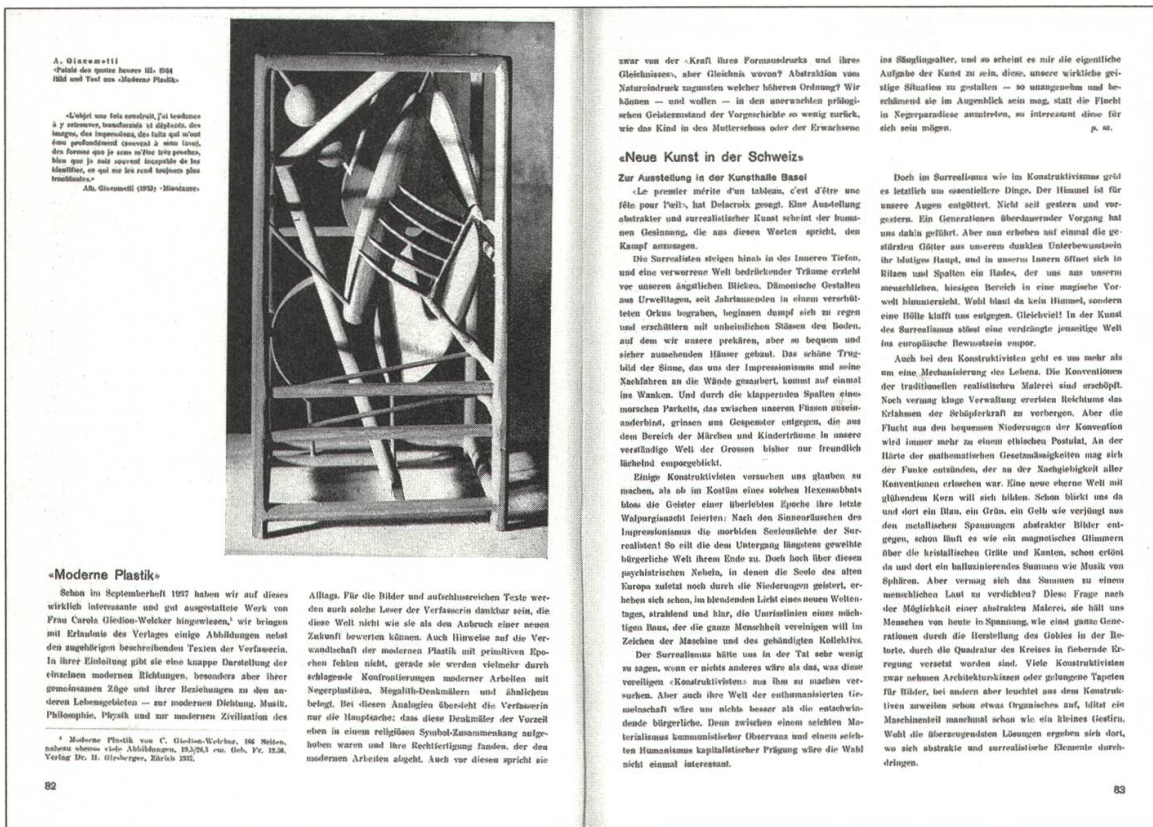 A. Giacometti
«Palais des quatre heures III» 1934
Bild und Text aus «Moderne Plastik»
«L'objet une fois construit, j'ai tendance
à y retrouver, transformés et déplacés, des
images, des impressions, des faits qui m'ont
ému profondément (souvent à mon insu),
des formes que je sens m'être très proches,
bien que je sois souvent incapable de les
identifier, ce qui me les rend toujours plus
troublantes.»
Alb. Giacometti (1933) «Minotaure»
«Moderne Plastik»
Schon im Septemberheft 1937 haben wir auf dieses
wirklich interessante und gut ausgestattete Werk von
Frau Carola Giedion-Welcker hingewiesen,¹ wir bringen
mit Erlaubnis des Verlages einige Abbildungen nebst
den zugehörigen beschreibenden Texten der Verfasserin.
In ihrer Einleitung gibt sie eine knappe Darstellung der
einzelnen modernen Richtungen, besonders aber ihrer
gemeinsamen Züge und ihrer Beziehungen zu den an-
deren Lebensgebieten — zur modernen Dichtung, Musik,
Philosophie, Physik und zur modernen Zivilisation des
Moderne Plastik von C. Giedion-Welcker, 166 Seiten,
nahezu ebenso viele Abbildungen, 19,5/26,5 cm. Geb. Fr. 12.50.
Verlag Dr. H. Girsberger, Zürich 1937.
82
Alltags. Für die Bilder und aufschlussreichen Texte wer-
den auch solche Leser der Verfasserin dankbar sein, die
diese Welt nicht wie sie als den Anbruch einer neuen
Zukunft bewerten können. Auch Hinweise auf die Ver-
wandtschaft der modernen Plastik mit primitiven Epo-
chen fehlen nicht, gerade sie werden vielmehr durch
schlagende Konfrontierungen moderner Arbeiten mit
Negerplastiken, Megalith-Denkmälern und ähnlichem
belegt. Bei diesen Analogien übersieht die Verfasserin
nur die Hauptsache: dass diese Denkmäler der Vorzeit
eben in einem religiösen Symbol-Zusammenhang aufge-
hoben waren und ihre Rechtfertigung fanden, der den
modernen Arbeiten abgeht. Auch vor diesen spricht sie
zwar von der «Kraft ihres Formausdrucks und ihres
Gleichnisses», aber Gleichnis wovon? Abstraktion vom
Natureindruck zugunsten welcher höheren Ordnung? Wir
können — und wollen — in den unerwachten prälogi-
schen Geisteszustand der Vorgeschichte so wenig zurück,
wie das Kind in den Mutterschoss oder der Erwachsene
ins Säuglingsalter, und so scheint es mir die eigentliche
Aufgabe der Kunst zu sein, diese, unsere wirkliche gei-
stige Situation zu gestalten — so unangenehm und be-
schämend sie im Augenblick sein mag, statt die Flucht
in Negerparadiese anzutreten, so interessant diese für
sich sein mögen. p. m.
«Neue Kunst in der Schweiz»
Zur Ausstellung in der Kunsthalle Basel
«Le premier mérite d'un tableau, c'est d'être une
fête pour l'œil», hat Delacroix gesagt. Eine Ausstellung
abstrakter und surrealistischer Kunst scheint der huma-
nen Gesinnung, die aus diesen Worten spricht, den
Kampf anzusagen.
Die Surrealisten steigen hinab in des Inneren Tiefen,
und eine verworrene Welt bedrückender Träume ersteht
vor unseren ängstlichen Blicken. Dämonische Gestalten
aus Urwelttagen, seit Jahrtausenden in einem verschüt-
teten Orkus begraben, beginnen dumpf sich zu regen
und erschüttern mit unheimlichen Stössen den Boden,
auf dem wir unsere prekären, aber so bequem und
sicher aussehenden Häuser gebaut. Das schöne Trug-
bild der Sinne, das uns der Impressionismus und seine
Nachfahren an die Wände gezaubert, kommt auf einmal
ins Wanken. Und durch die klappernden Spalten eines
morschen Parketts, das zwischen unseren Füssen ausein-
anderbirst, grinsen uns Gespenster entgegen, die aus
dem Bereich der Märchen und Kinderträume in unsere
verständige Welt der Grossen bisher nur freundlich
lächelnd emporgeblickt.
Einige Konstruktivisten versuchen uns glauben zu
machen, als ob im Kostüm eines solchen Hexensabbats
bloss die Geister einer überlebten Epoche ihre letzte
Walpurgisnacht feierten: Nach den Sinnenräuschen des
Impressionismus die morbiden Seelensüchte der Sur-
realisten! So eilt die dem Untergang längstens geweihte
bürgerliche Welt ihrem Ende zu. Doch hoch über diesen
psychiatrischen Nebeln, in denen die Seele des alten
Europa zuletzt noch durch die Niederungen geistert, er-
heben sich schon, im blendenden Licht eines neuen Welten-
tages, strahlend und klar, die Umrisslinien eines mäch-
tigen Baus, der die ganze Menschheit vereinigen will im
Zeichen der Maschine und des gebändigten Kollektivs.
Der Surrealismus hätte uns in der Tat sehr wenig
zu sagen, wenn er nichts anderes wäre als das, was diese
voreiligen «Konstruktivisten» aus ihm zu machen ver-
suchen. Aber auch ihre Welt der enthumanisierten Ge-
meinschaft wäre um nichts besser als die entschwin-
dende bürgerliche. Denn zwischen einem seichten Ma-
terialismus kommunistischer Observanz und einem seich-
ten Humanismus kapitalistischer Prägung wäre die Wahl
nicht einmal interessant.
Doch im Surrealismus wie im Konstruktivismus geht
es letztlich um essentiellere Dinge. Der Himmel ist für
unsere Augen entgöttert. Nicht seit gestern und vor-
gestern. Ein Generationen überdauernder Vorgang hat
uns dahin geführt. Aber nun erheben auf einmal die ge-
stürzten Götter aus unserem dunklen Unterbewusstsein
ihr blutiges Haupt, und in unserm Innern öffnet sich in
Ritzen und Spalten ein Hades, der uns aus unserm
menschlichen, hiesigen Bereich in eine magische Vor-
welt hinunterzieht. Wohl blaut da kein Himmel, sondern
eine Hölle klafft uns entgegen. Gleichviel! In der Kunst
des Surrealismus stösst eine verdrängte jenseitige Welt
ins europäische Bewusstsein empor.
Auch bei den Konstruktivisten geht es um mehr als
um eine Mechanisierung des Lebens. Die Konventionen
der traditionellen realistischen Malerei sind erschöpft.
Noch vermag kluge Verwaltung ererbten Reichtums das
Erlahmen der Schöpferkraft zu verbergen. Aber die
Flucht aus den bequemen Niederungen der Konvention
wird immer mehr zu einem ethischen Postulat. An der
Härte der mathematischen Gesetzmässigkeiten mag sich
der Funke entzünden, der an der Nachgiebigkeit aller
Konventionen erloschen war. Eine neue eherne Welt mit
glühendem Kern will sich bilden. Schon blickt uns da
und dort ein Blau, ein Grün, ein Gelb wie verjüngt aus
den metallischen Spannungen abstrakter Bilder ent-
gegen, schon läuft es wie ein magnetisches Glimmern
über die kristallischen Gräte und Kanten, schon ertönt
da und dort ein halluzinierendes Summen wie Musik von
Sphären. Aber vermag sich das Summen zu einem
menschlichen Laut zu verdichten? Diese Frage nach
der Möglichkeit einer abstrakten Malerei, sie hält uns
Menschen von heute in Spannung, wie einst ganze Gene-
rationen durch die Herstellung des Goldes in der Re-
torte, durch die Quadratur des Kreises in fiebernde Er-
regung versetzt worden sind. Viele Konstruktivisten
zwar nehmen Architekturskizzen oder gelungene Tapeten
für Bilder, bei andern aber leuchtet aus dem Konstruk-
tiven zuweilen schon etwas Organisches auf, blitzt ein
Maschinenteil manchmal schon wie ein kleines Gestirn.
Wohl die überzeugendsten Lösungen ergeben sich dort,
wo sich abstrakte und surrealistische Elemente durch-
dringen.
83